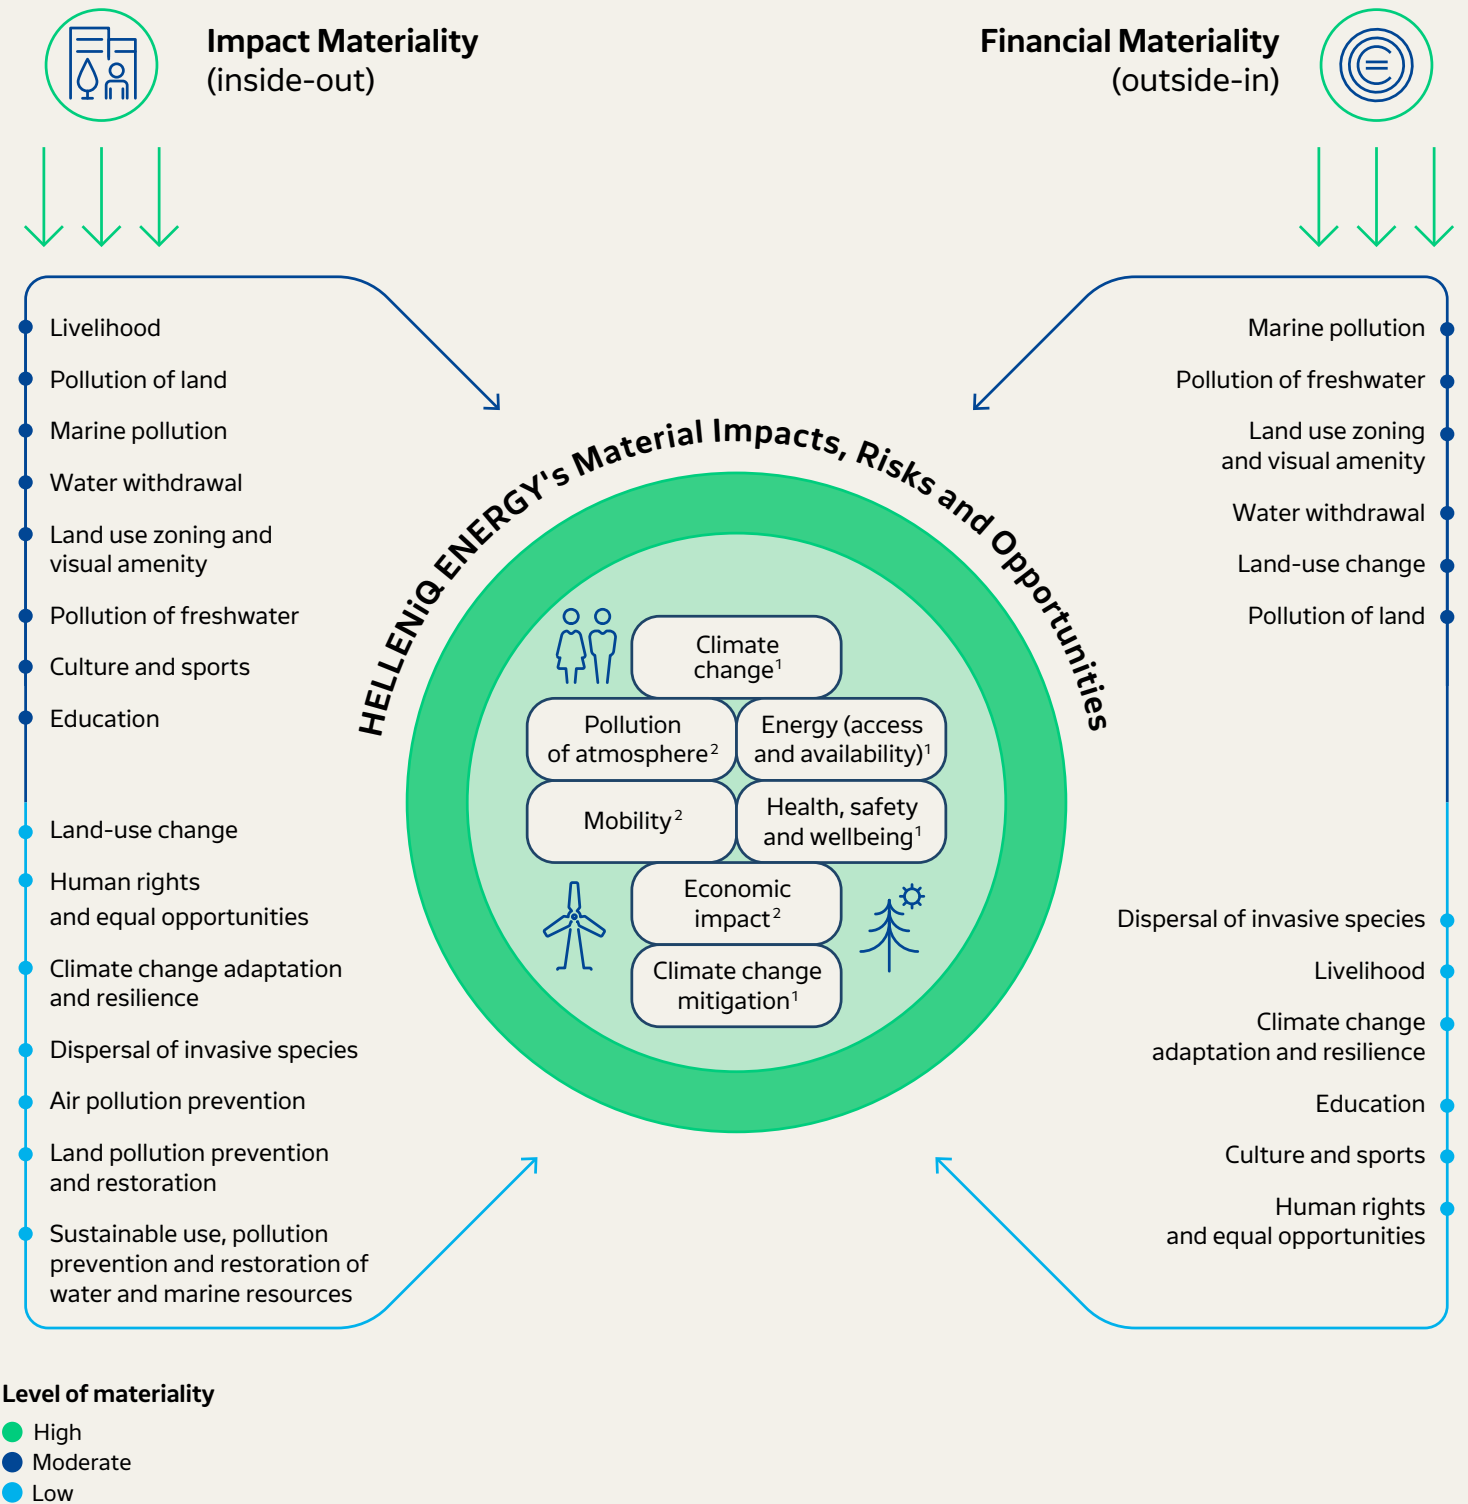 Impact Materiality
(inside-out)
Financial Materiality
(outside-in)
Livelihood
Pollution of land
Marine pollution
Water withdrawal
Land use zoning and
visual amenity
Pollution of freshwater
Culture and sports
Education
Land-use change
Human rights
and equal opportunities
Climate change adaptation
and resilience
Dispersal of invasive species
Air pollution prevention
Land pollution prevention
and restoration
Sustainable use, pollution
prevention and restoration of
water and marine resources
HELLENiQ ENERGY's Material Impacts, Risks and Opportunities
Climate
change¹
Pollution
of atmosphere²
Energy (access
and availability)¹
Mobility²
Health, safety
and wellbeing¹
Economic
impact²
Climate change
mitigation¹
Marine pollution
Pollution of freshwater
Land use zoning
and visual amenity
Water withdrawal
Land-use change
Pollution of land
Dispersal of invasive species
Livelihood
Climate change
adaptation and resilience
Education
Culture and sports
Human rights
and equal opportunities
Level of materiality
High
Moderate
Low